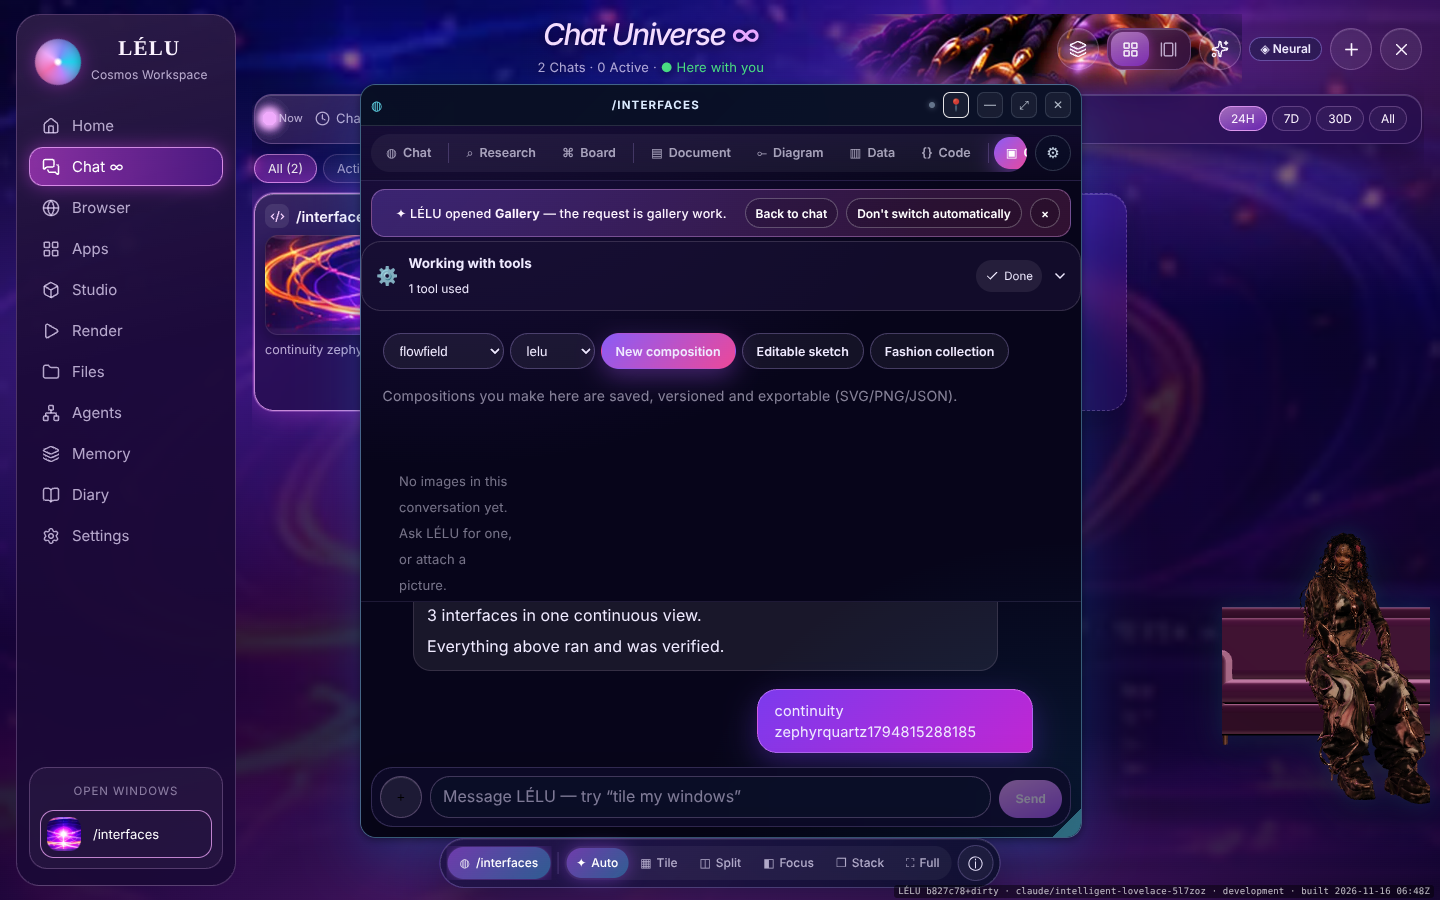 LÉLU
Cosmos Workspace
Home
Chat ∞
Browser
Apps
Studio
Render
Files
Agents
Memory
Diary
Settings
OPEN WINDOWS
/interfaces
Chat Universe ∞
2 Chats · 0 Active · ● Here with you
◈ Neural
Now
Cha
24H
7D
30D
All
All (2)
Acti
/interface
continuity zephy
/INTERFACES
Chat
Research
Board
Document
Diagram
Data
{} Code
✦ LÉLU opened Gallery — the request is gallery work.
Back to chat
Don't switch automatically
×
Working with tools
1 tool used
Done
flowfield
lelu
New composition
Editable sketch
Fashion collection
Compositions you make here are saved, versioned and exportable (SVG/PNG/JSON).
No images in this
conversation yet.
Ask LÉLU for one,
or attach a
picture.
3 interfaces in one continuous view.
Everything above ran and was verified.
continuity
zephyrquartz1794815288185
Message LÉLU — try “tile my windows”
Send
/interfaces
Auto
Tile
Split
Focus
Stack
Full
LÉLU b827c78+dirty · claude/intelligent-lovelace-5l7zoz · development · built 2026-11-16 06:48Z